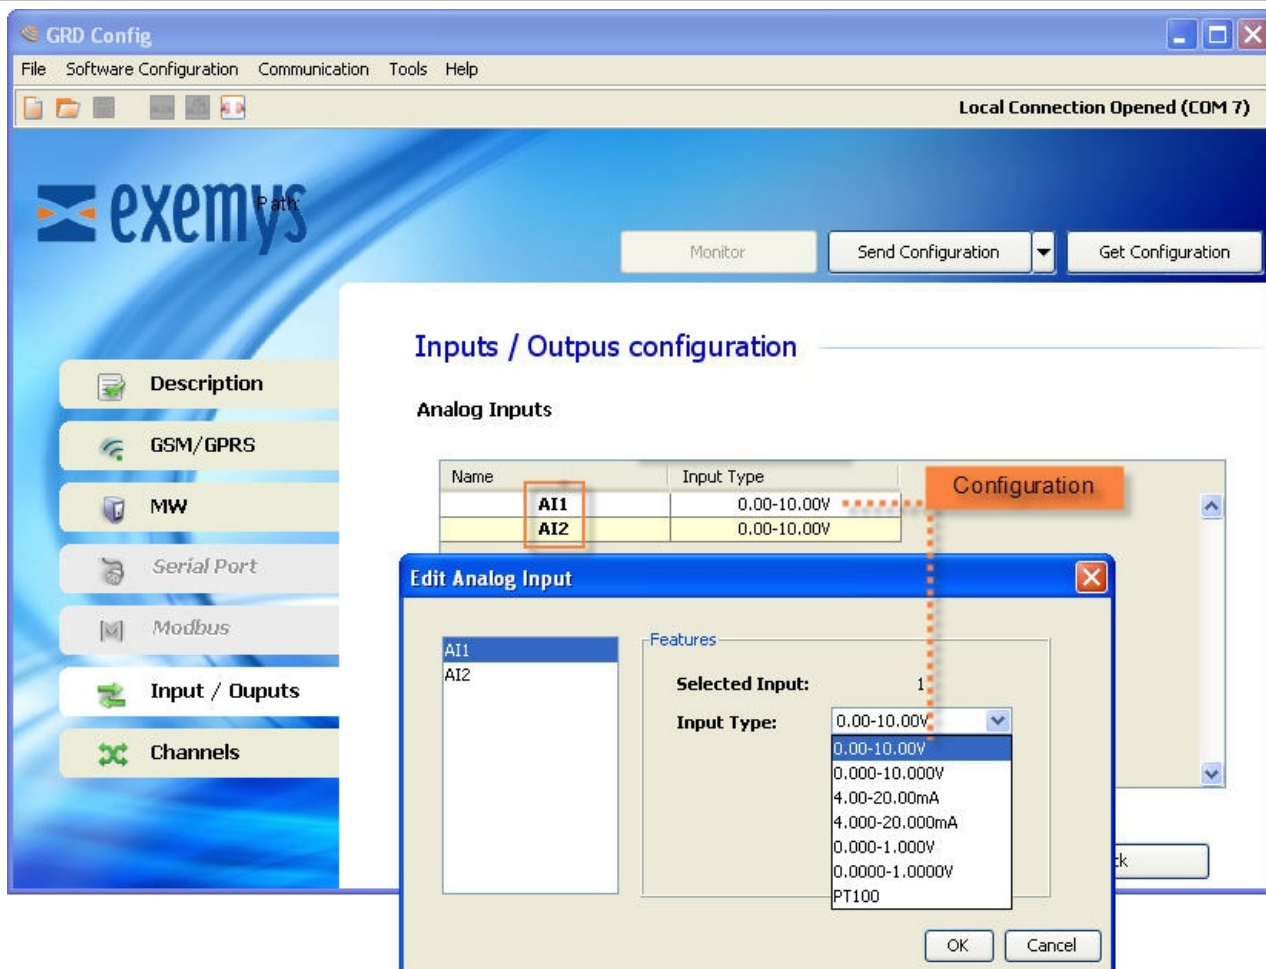 GRD Config
File Software Configuration Communication Tools Help
Local Connection Opened (COM 7)
exemys
Path:
Monitor Send Configuration Get Configuration
Inputs / Outpus configuration
Description
Analog Inputs
GSM/GPRS
Name Input Type
Configuration
MW
AI1 0.00-10.00V
AI2 0.00-10.00V
Serial Port
Modbus
Input / Ouputs
Channels
Edit Analog Input
AI1
AI2
Features
Selected Input: 1
Input Type: 0.00-10.00V
0.00-10.00V
0.000-10.000V
4.00-20.00mA
4.000-20.000mA
0.000-1.000V
0.0000-1.0000V
PT100
OK Cancel